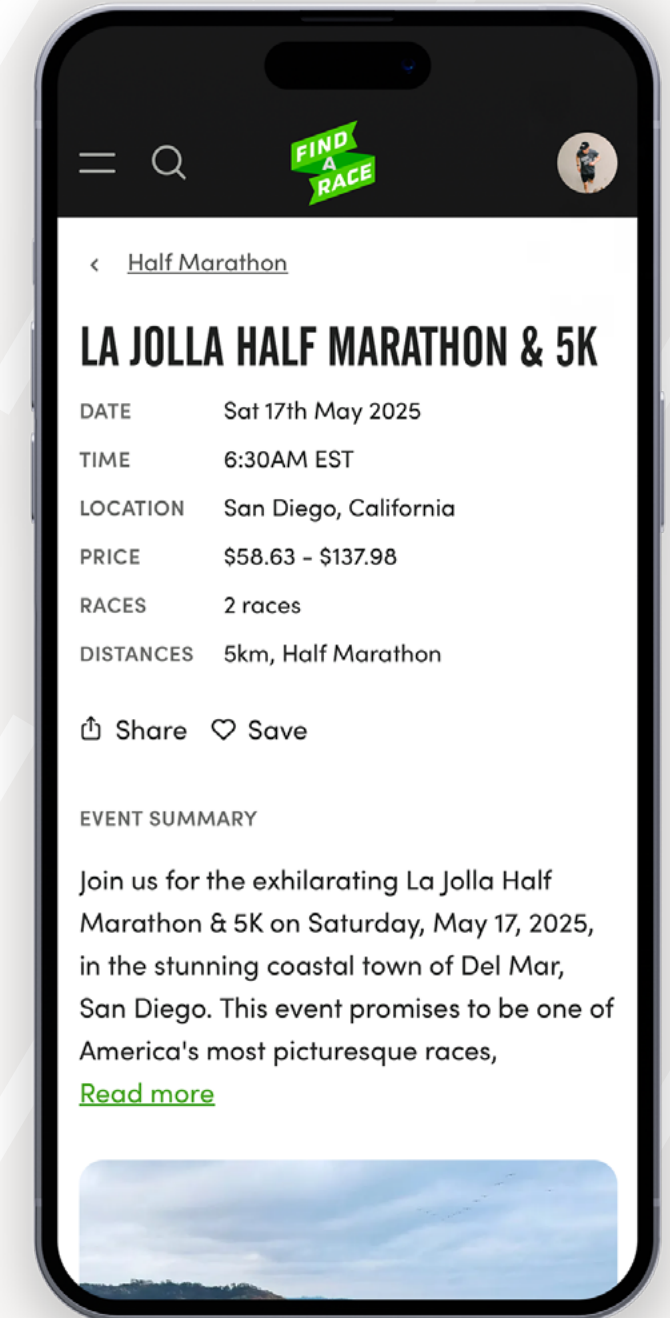 FIND
A
RACE
Half Marathon
LA JOLLA HALF MARATHON & 5K
DATE Sat 17th May 2025
TIME 6:30AM EST
LOCATION San Diego, California
PRICE $58.63 - $137.98
RACES 2 races
DISTANCES 5km, Half Marathon
Share Save
EVENT SUMMARY
Join us for the exhilarating La Jolla Half
Marathon & 5K on Saturday, May 17, 2025,
in the stunning coastal town of Del Mar,
San Diego. This event promises to be one of
America's most picturesque races,
Read more